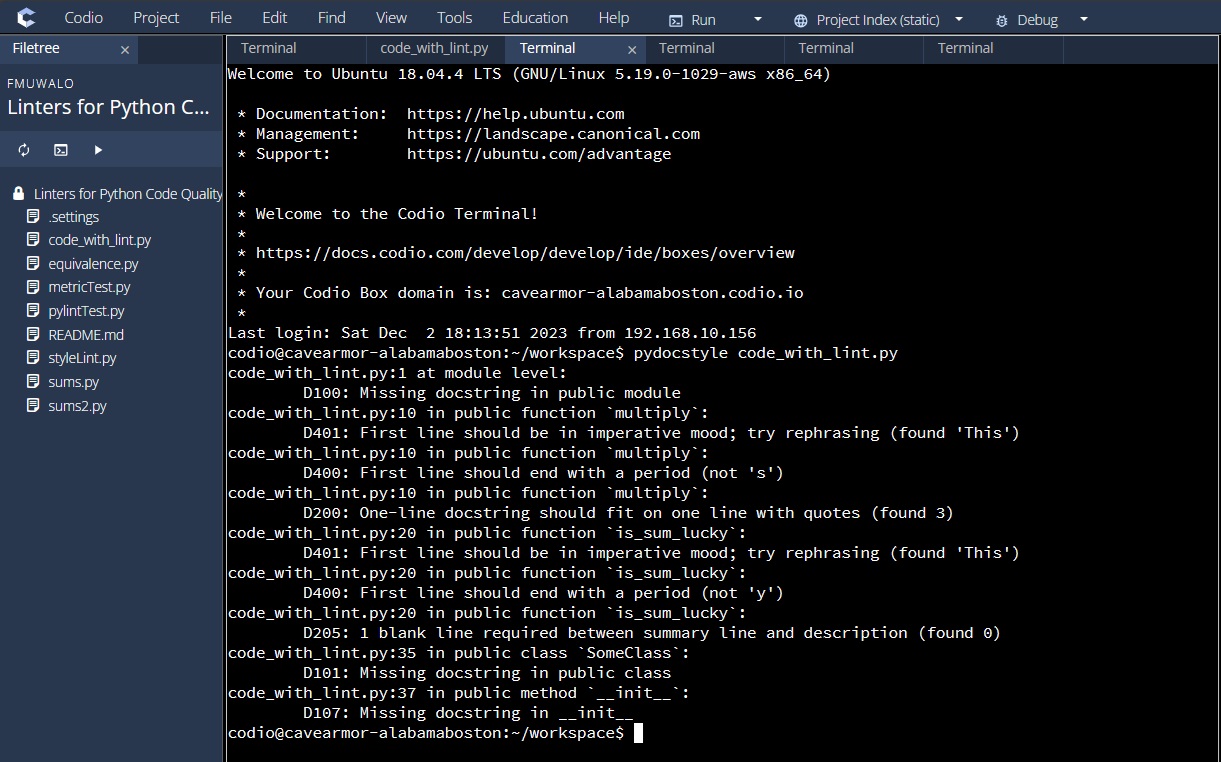 Codio Project File Edit Find View Tools Education Help Run Project Index (static) Debug
Filetree ×
Terminal code_with_lint.py Terminal × Terminal Terminal Terminal
FMUWALO
Linters for Python C...
Linters for Python Code Quality
.settings
code_with_lint.py
equivalence.py
metricTest.py
pylintTest.py
README.md
styleLint.py
sums.py
sums2.py
Welcome to Ubuntu 18.04.4 LTS (GNU/Linux 5.19.0-1029-aws x86_64)
* Documentation:  https://help.ubuntu.com
* Management:     https://landscape.canonical.com
* Support:        https://ubuntu.com/advantage
*
* Welcome to the Codio Terminal!
*
* https://docs.codio.com/develop/develop/ide/boxes/overview
*
* Your Codio Box domain is: cavearmor-alabamaboston.codio.io
*
Last login: Sat Dec  2 18:13:51 2023 from 192.168.10.156
codio@cavearmor-alabamaboston:~/workspace$ pydocstyle code_with_lint.py
code_with_lint.py:1 at module level:
        D100: Missing docstring in public module
code_with_lint.py:10 in public function `multiply`:
        D401: First line should be in imperative mood; try rephrasing (found 'This')
code_with_lint.py:10 in public function `multiply`:
        D400: First line should end with a period (not 's')
code_with_lint.py:10 in public function `multiply`:
        D200: One-line docstring should fit on one line with quotes (found 3)
code_with_lint.py:20 in public function `is_sum_lucky`:
        D401: First line should be in imperative mood; try rephrasing (found 'This')
code_with_lint.py:20 in public function `is_sum_lucky`:
        D400: First line should end with a period (not 'y')
code_with_lint.py:20 in public function `is_sum_lucky`:
        D205: 1 blank line required between summary line and description (found 0)
code_with_lint.py:35 in public class `SomeClass`:
        D101: Missing docstring in public class
code_with_lint.py:37 in public method `__init__`:
        D107: Missing docstring in __init__
codio@cavearmor-alabamaboston:~/workspace$